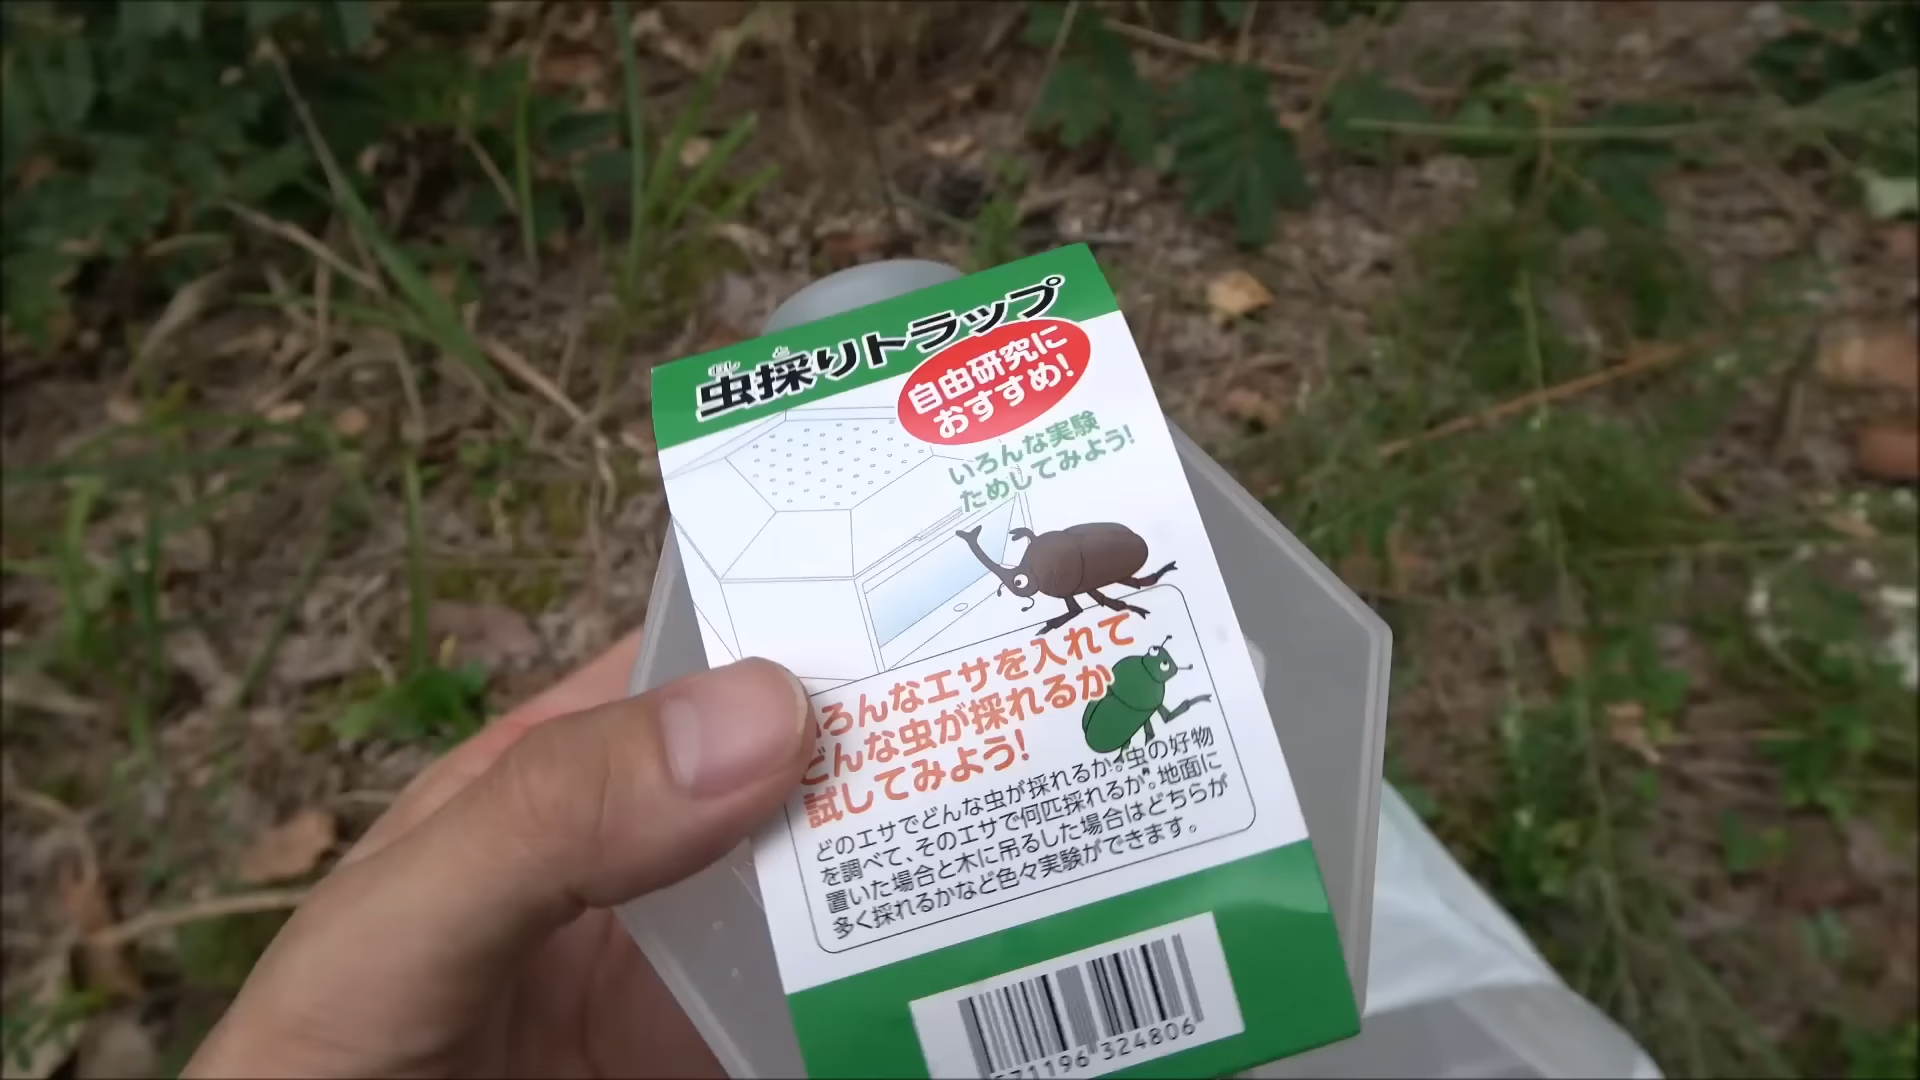 虫採りトラップ
自由研究に
おすすめ!
いろんな実験
ためしてみよう!
いろんなエサを入れて
どんな虫が採れるか
試してみよう!
どのエサでどんな虫が採れるか。虫の好物
を調べて、そのエサで何匹採れるか。地面に
置いた場合と木に吊るした場合はどちらが
多く採れるかなど色々実験ができます。
571196 324806